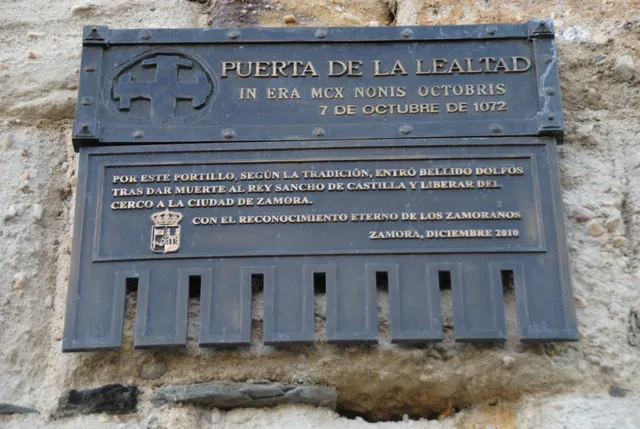 PUERTA DE LA LEALTAD
IN ERA MCX NONIS OCTOBRIS
7 DE OCTUBRE DE 1072
POR ESTE PORTILLO, SEGÚN LA TRADICIÓN, ENTRÓ BELLIDO DOLFOS
TRAS DAR MUERTE AL REY SANCHO DE CASTILLA Y LIBERAR DEL
CERCO A LA CIUDAD DE ZAMORA.
CON EL RECONOCIMIENTO ETERNO DE LOS ZAMORANOS
ZAMORA, DICIEMBRE 2010